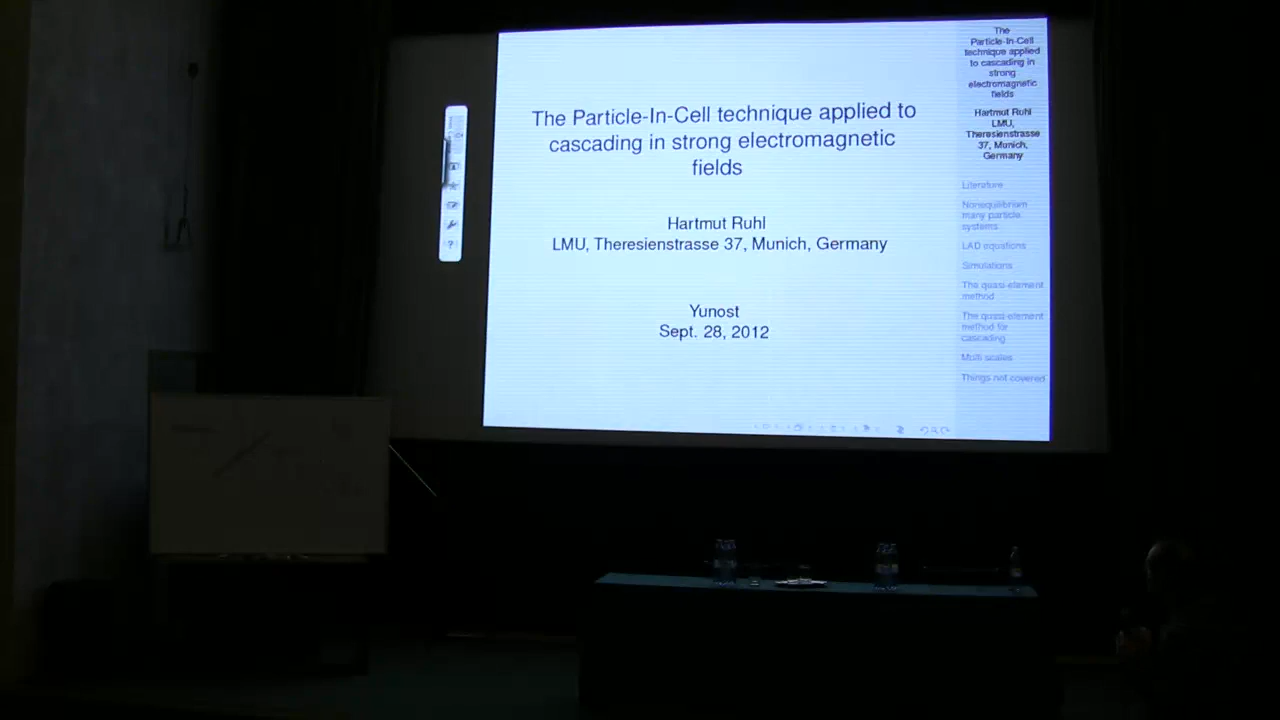 The Particle-In-Cell technique applied to
cascading in strong electromagnetic
fields
Hartmut Ruhl
LMU, Theresienstrasse 37, Munich, Germany
Yunost
Sept. 28, 2012
The
Particle-In-Cell
technique applied
to cascading in
strong
electromagnetic
fields
Hartmut Ruhl
LMU,
Theresienstrasse
37, Munich,
Germany
Literature
Nonequilibrium
many particle
systems
LAD equations
Simulations
The quasi-element
method
The quasi-element
method for
cascading
Multi scales
Things not covered